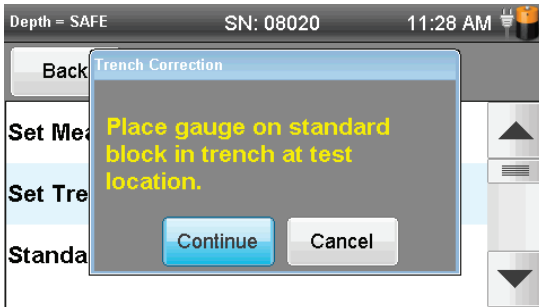 Depth = SAFE SN: 08020 11:28 AM
Back
Trench Correction
Set Mea
Place gauge on standard
block in trench at test
location.
Set Tre
Continue Cancel
Standa